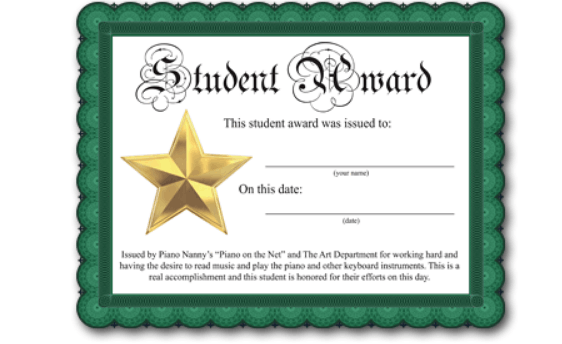 Student Award
This student award was issued to:
(your name)
On this date:
(date)
Issued by Piano Nanny's "Piano on the Net" and The Art Department for working hard and
having the desire to read music and play the piano and other keyboard instruments. This is a
real accomplishment and this student is honored for their efforts on this day.